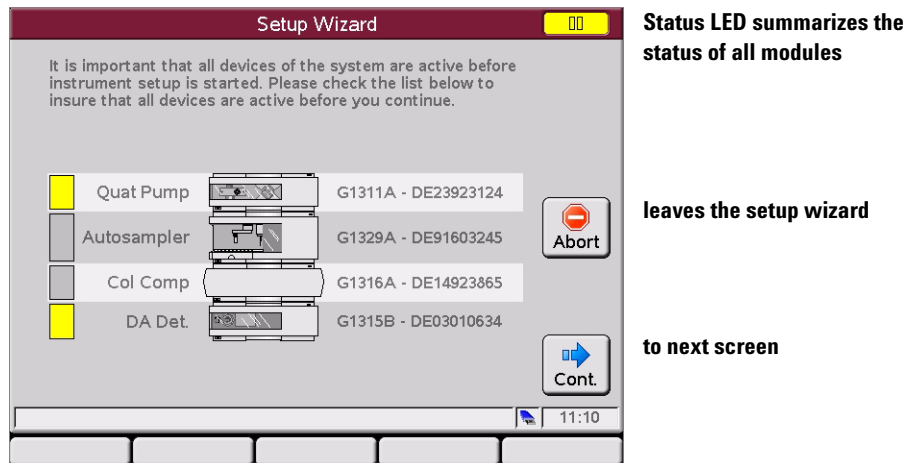 Setup Wizard
Status LED summarizes the
status of all modules
It is important that all devices of the system are active before
instrument setup is started. Please check the list below to
insure that all devices are active before you continue.
Quat Pump G1311A - DE23923124
Autosampler G1329A - DE91603245
Abort
leaves the setup wizard
Col Comp G1316A - DE14923865
DA Det. G1315B - DE03010634
to next screen
Cont.
11:10